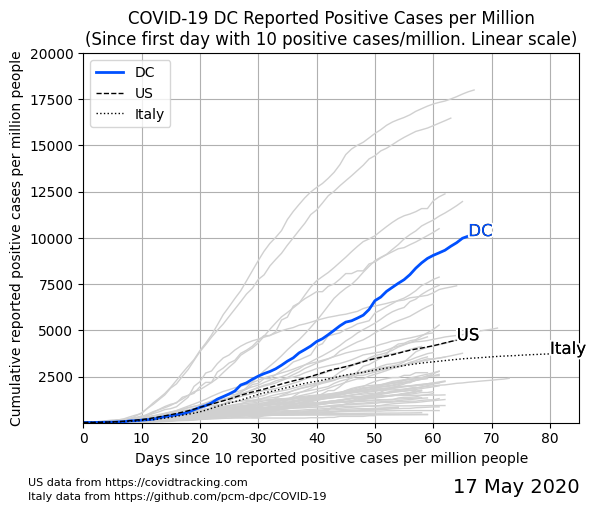 COVID-19 DC Reported Positive Cases per Million
(Since first day with 10 positive cases/million. Linear scale)
Cumulative reported positive cases per million people
20000
17500
15000
12500
10000
7500
5000
2500
DC
US
Italy
DC
US
Italy
0 10 20 30 40 50 60 70 80
Days since 10 reported positive cases per million people
US data from https://covidtracking.com
Italy data from https://github.com/pcm-dpc/COVID-19
17 May 2020